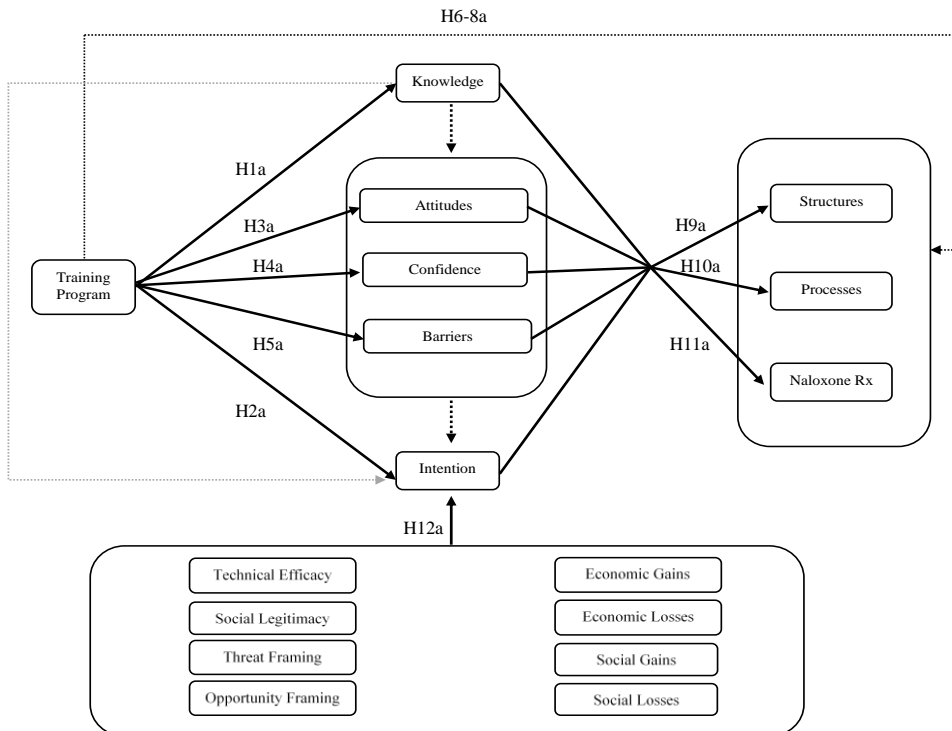 H6-8a
Knowledge
H1a
Attitudes
Structures
H3a
H9a
H4a
Training
Program
Confidence
H10a
Processes
H5a
Barriers
H11a
H2a
Naloxone Rx
Intention
H12a
Technical Efficacy
Economic Gains
Social Legitimacy
Economic Losses
Threat Framing
Social Gains
Opportunity Framing
Social Losses